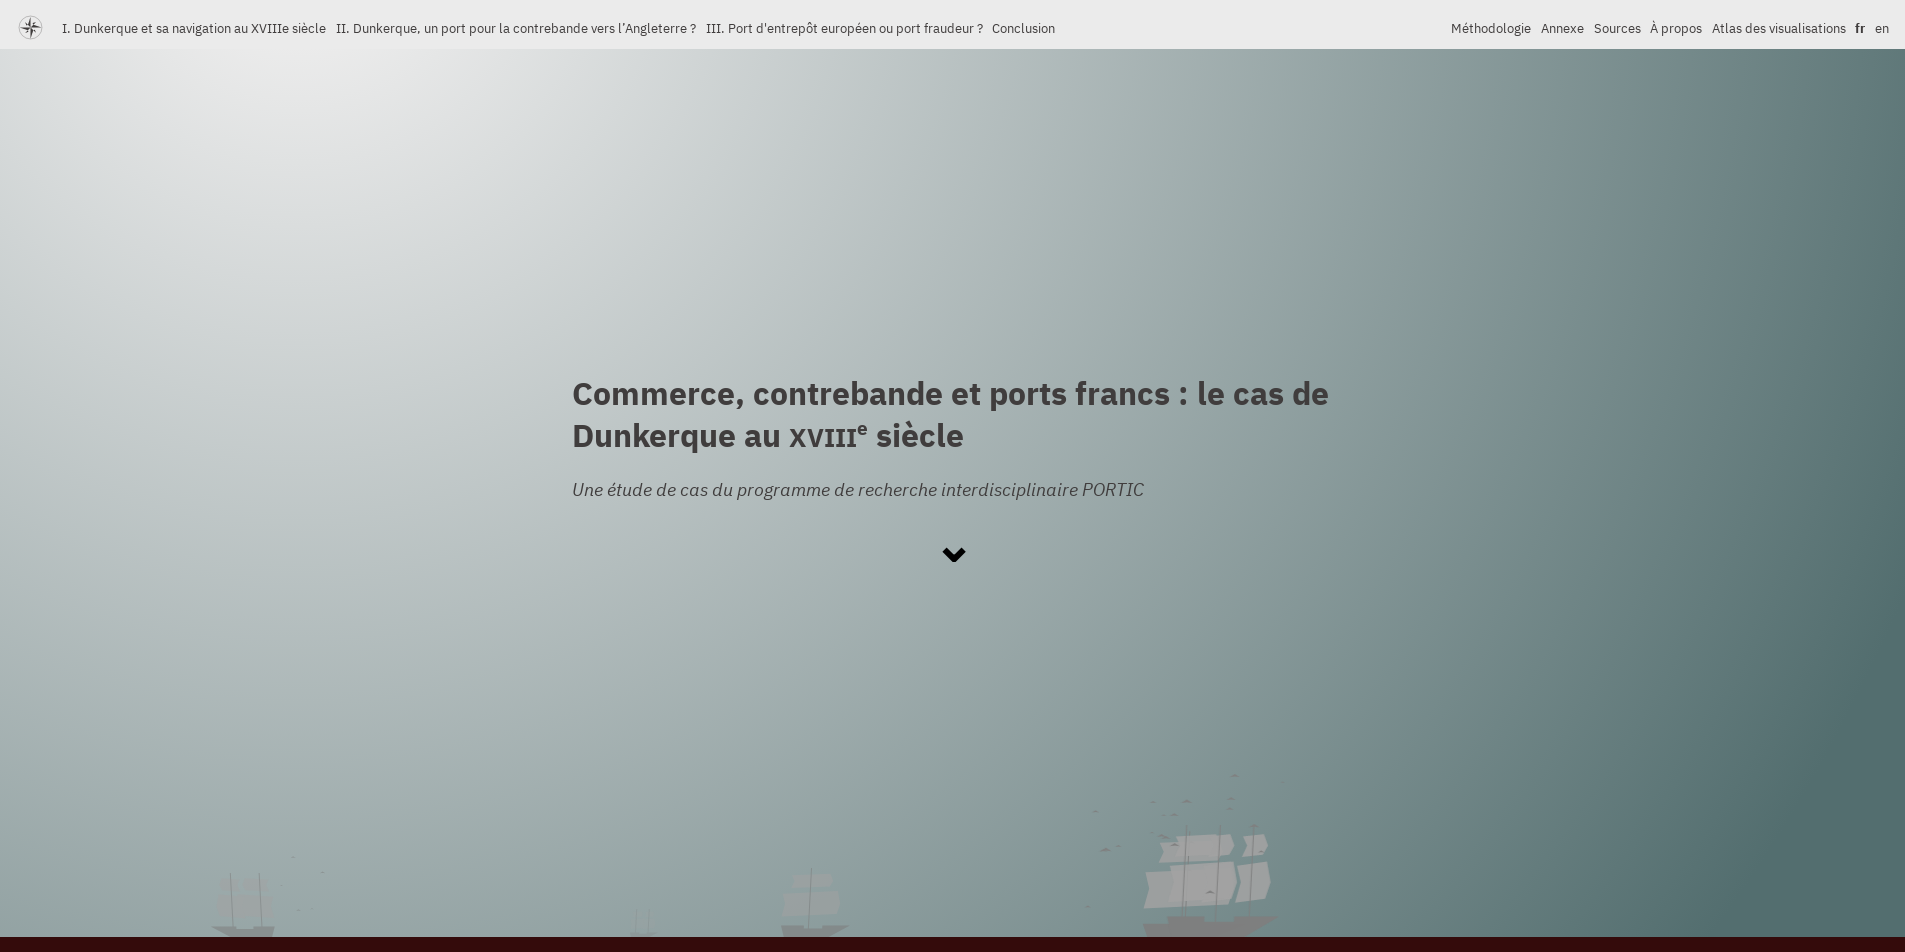 I. Dunkerque et sa navigation au XVIIIe siècle II. Dunkerque, un port pour la contrebande vers l’Angleterre ? III. Port d'entrepôt européen ou port fraudeur ? Conclusion Méthodologie Annexe Sources À propos Atlas des visualisations fr en
Commerce, contrebande et ports francs : le cas de
Dunkerque au XVIIIe siècle
Une étude de cas du programme de recherche interdisciplinaire PORTIC